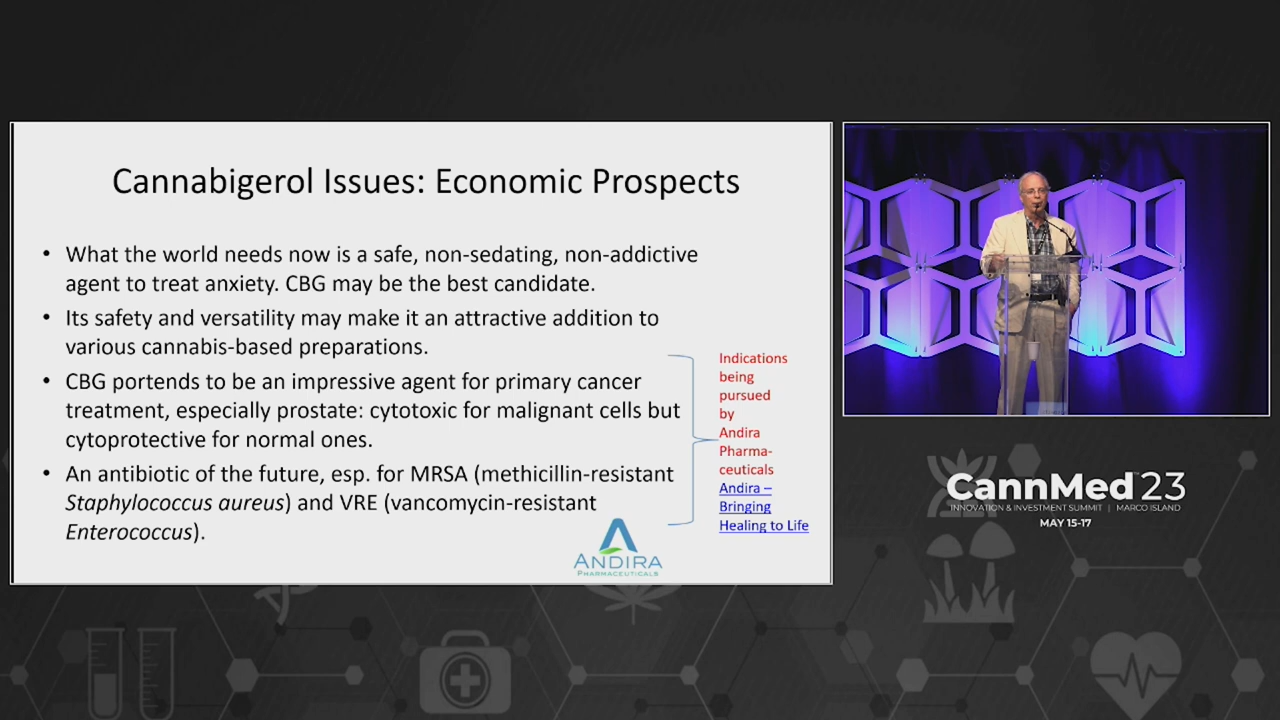 Cannabigerol Issues: Economic Prospects
• What the world needs now is a safe, non-sedating, non-addictive
agent to treat anxiety. CBG may be the best candidate.
• Its safety and versatility may make it an attractive addition to
various cannabis-based preparations.
• CBG portends to be an impressive agent for primary cancer
treatment, especially prostate: cytotoxic for malignant cells but
cytoprotective for normal ones.
• An antibiotic of the future, esp. for MRSA (methicillin-resistant
Staphylococcus aureus) and VRE (vancomycin-resistant
Enterococcus).
Indications
being
pursued
by
Andira
Pharma-
ceuticals
Andira –
Bringing
Healing to Life
ANDIRA
PHARMACEUTICALS
CannMed™23
INNOVATION & INVESTMENT SUMMIT | MARCO ISLAND
MAY 15-17